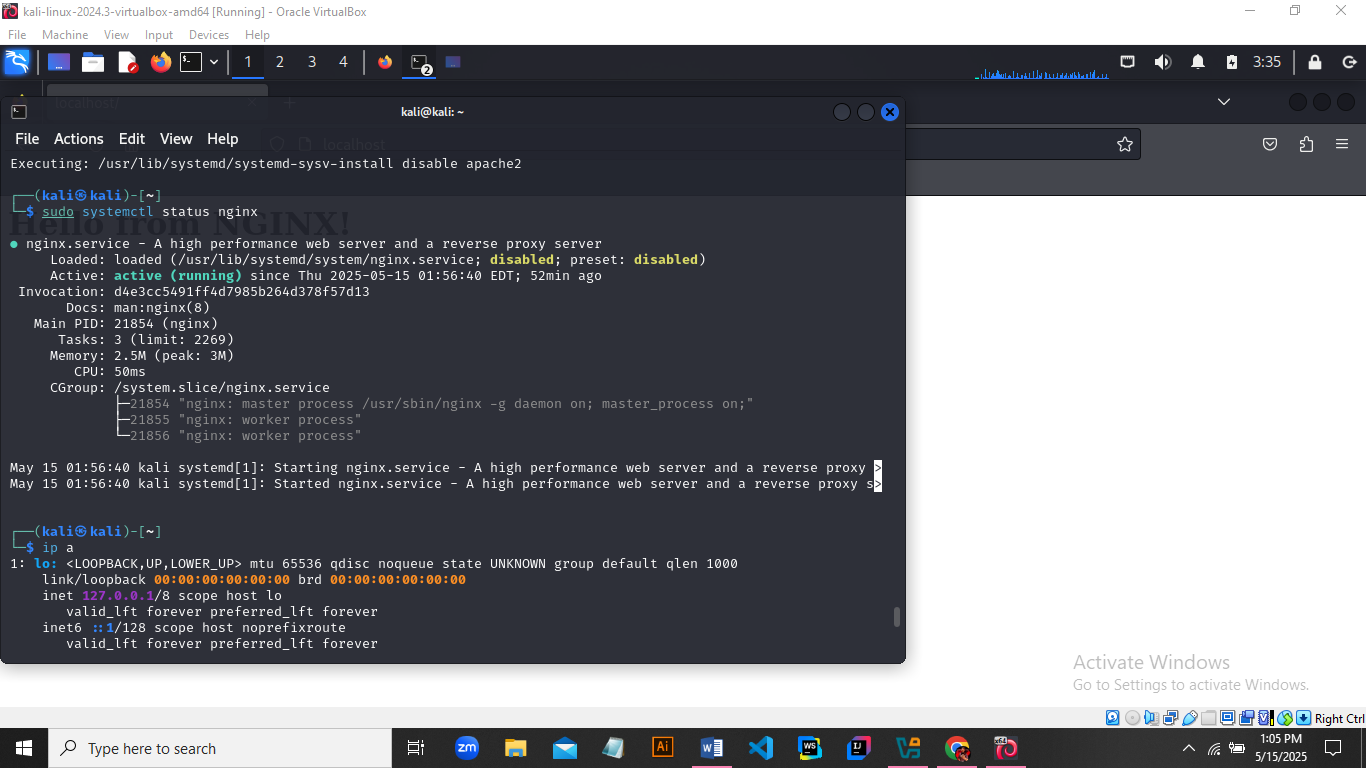 kali-linux-2024.3-virtualbox-amd64 [Running] - Oracle VirtualBox
File Machine View Input Devices Help
1 2 3 4 2 3:35
localhost/
kali@kali: ~
File Actions Edit View Help
localhost
Executing: /usr/lib/systemd/systemd-sysv-install disable apache2
┌──(kali㉿kali)-[~]
└─$ sudo systemctl status nginx
Hello from NGINX!
● nginx.service - A high performance web server and a reverse proxy server
Loaded: loaded (/usr/lib/systemd/system/nginx.service; disabled; preset: disabled)
Active: active (running) since Thu 2025-05-15 01:56:40 EDT; 52min ago
Invocation: d4e3cc5491ff4d7985b264d378f57d13
Docs: man:nginx(8)
Main PID: 21854 (nginx)
Tasks: 3 (limit: 2269)
Memory: 2.5M (peak: 3M)
CPU: 50ms
CGroup: /system.slice/nginx.service
├─21854 "nginx: master process /usr/sbin/nginx -g daemon on; master_process on;"
├─21855 "nginx: worker process"
└─21856 "nginx: worker process"
May 15 01:56:40 kali systemd[1]: Starting nginx.service - A high performance web server and a reverse proxy >
May 15 01:56:40 kali systemd[1]: Started nginx.service - A high performance web server and a reverse proxy s>
┌──(kali㉿kali)-[~]
└─$ ip a
1: lo: <LOOPBACK,UP,LOWER_UP> mtu 65536 qdisc noqueue state UNKNOWN group default qlen 1000
link/loopback 00:00:00:00:00:00 brd 00:00:00:00:00:00
inet 127.0.0.1/8 scope host lo
valid_lft forever preferred_lft forever
inet6 ::1/128 scope host noprefixroute
valid_lft forever preferred_lft forever
Activate Windows
Go to Settings to activate Windows.
Right Ctrl
Type here to search
zm
Ai
W
WS
IJ
x64
1:05 PM
5/15/2025